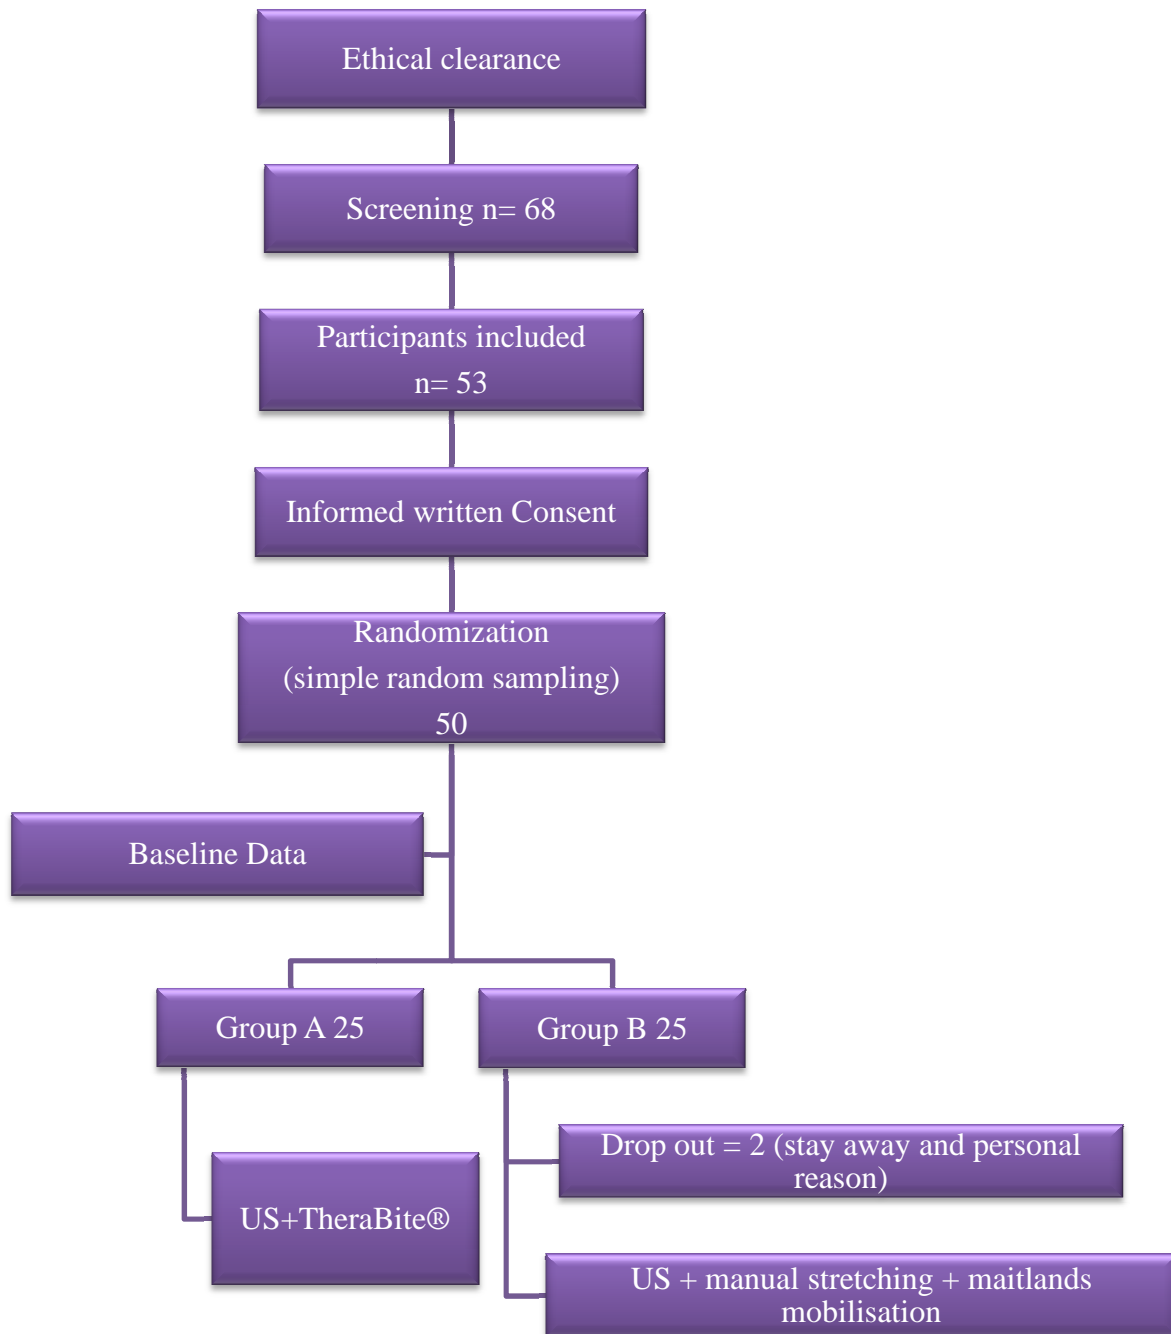 Ethical clearance
Screening n= 68
Participants included
n= 53
Informed written Consent
Randomization
(simple random sampling)
50
Baseline Data
Group A 25
Group B 25
Drop out = 2 (stay away and personal
reason)
US+TheraBite®
US + manual stretching + maitlands
mobilisation